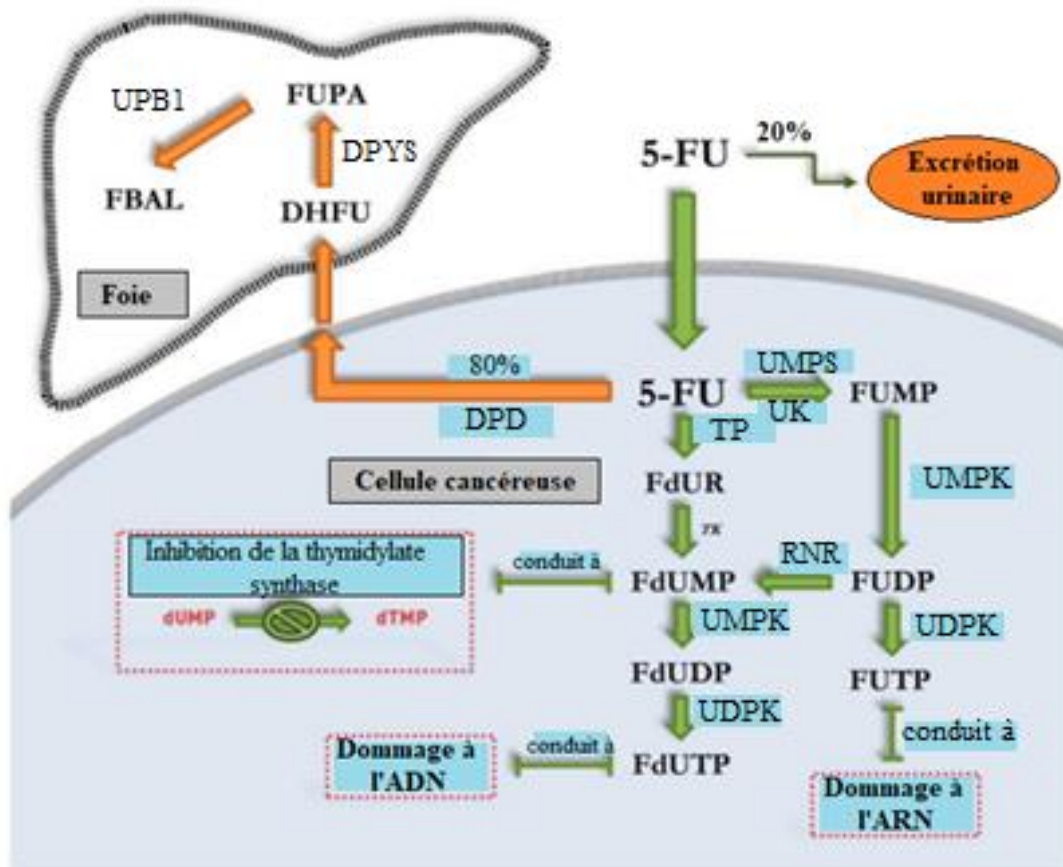 UPB1
FUPA
DPYS
FBAL
DHFU
Foie
5-FU
20%
Excrétion
urinaire
80%
DPD
5-FU
UMPS
UK
FUMP
TP
Cellule cancéreuse
FdUR
UMPK
Inhibition de la thymidylate
synthase
dUMP
dTMP
conduit à
FdUMP
RNR
FUDP
UMPK
UDPK
FdUDP
FUTP
UDPK
conduit à
Dommage à
l'ADN
conduit à
FdUTP
Dommage à
l'ARN